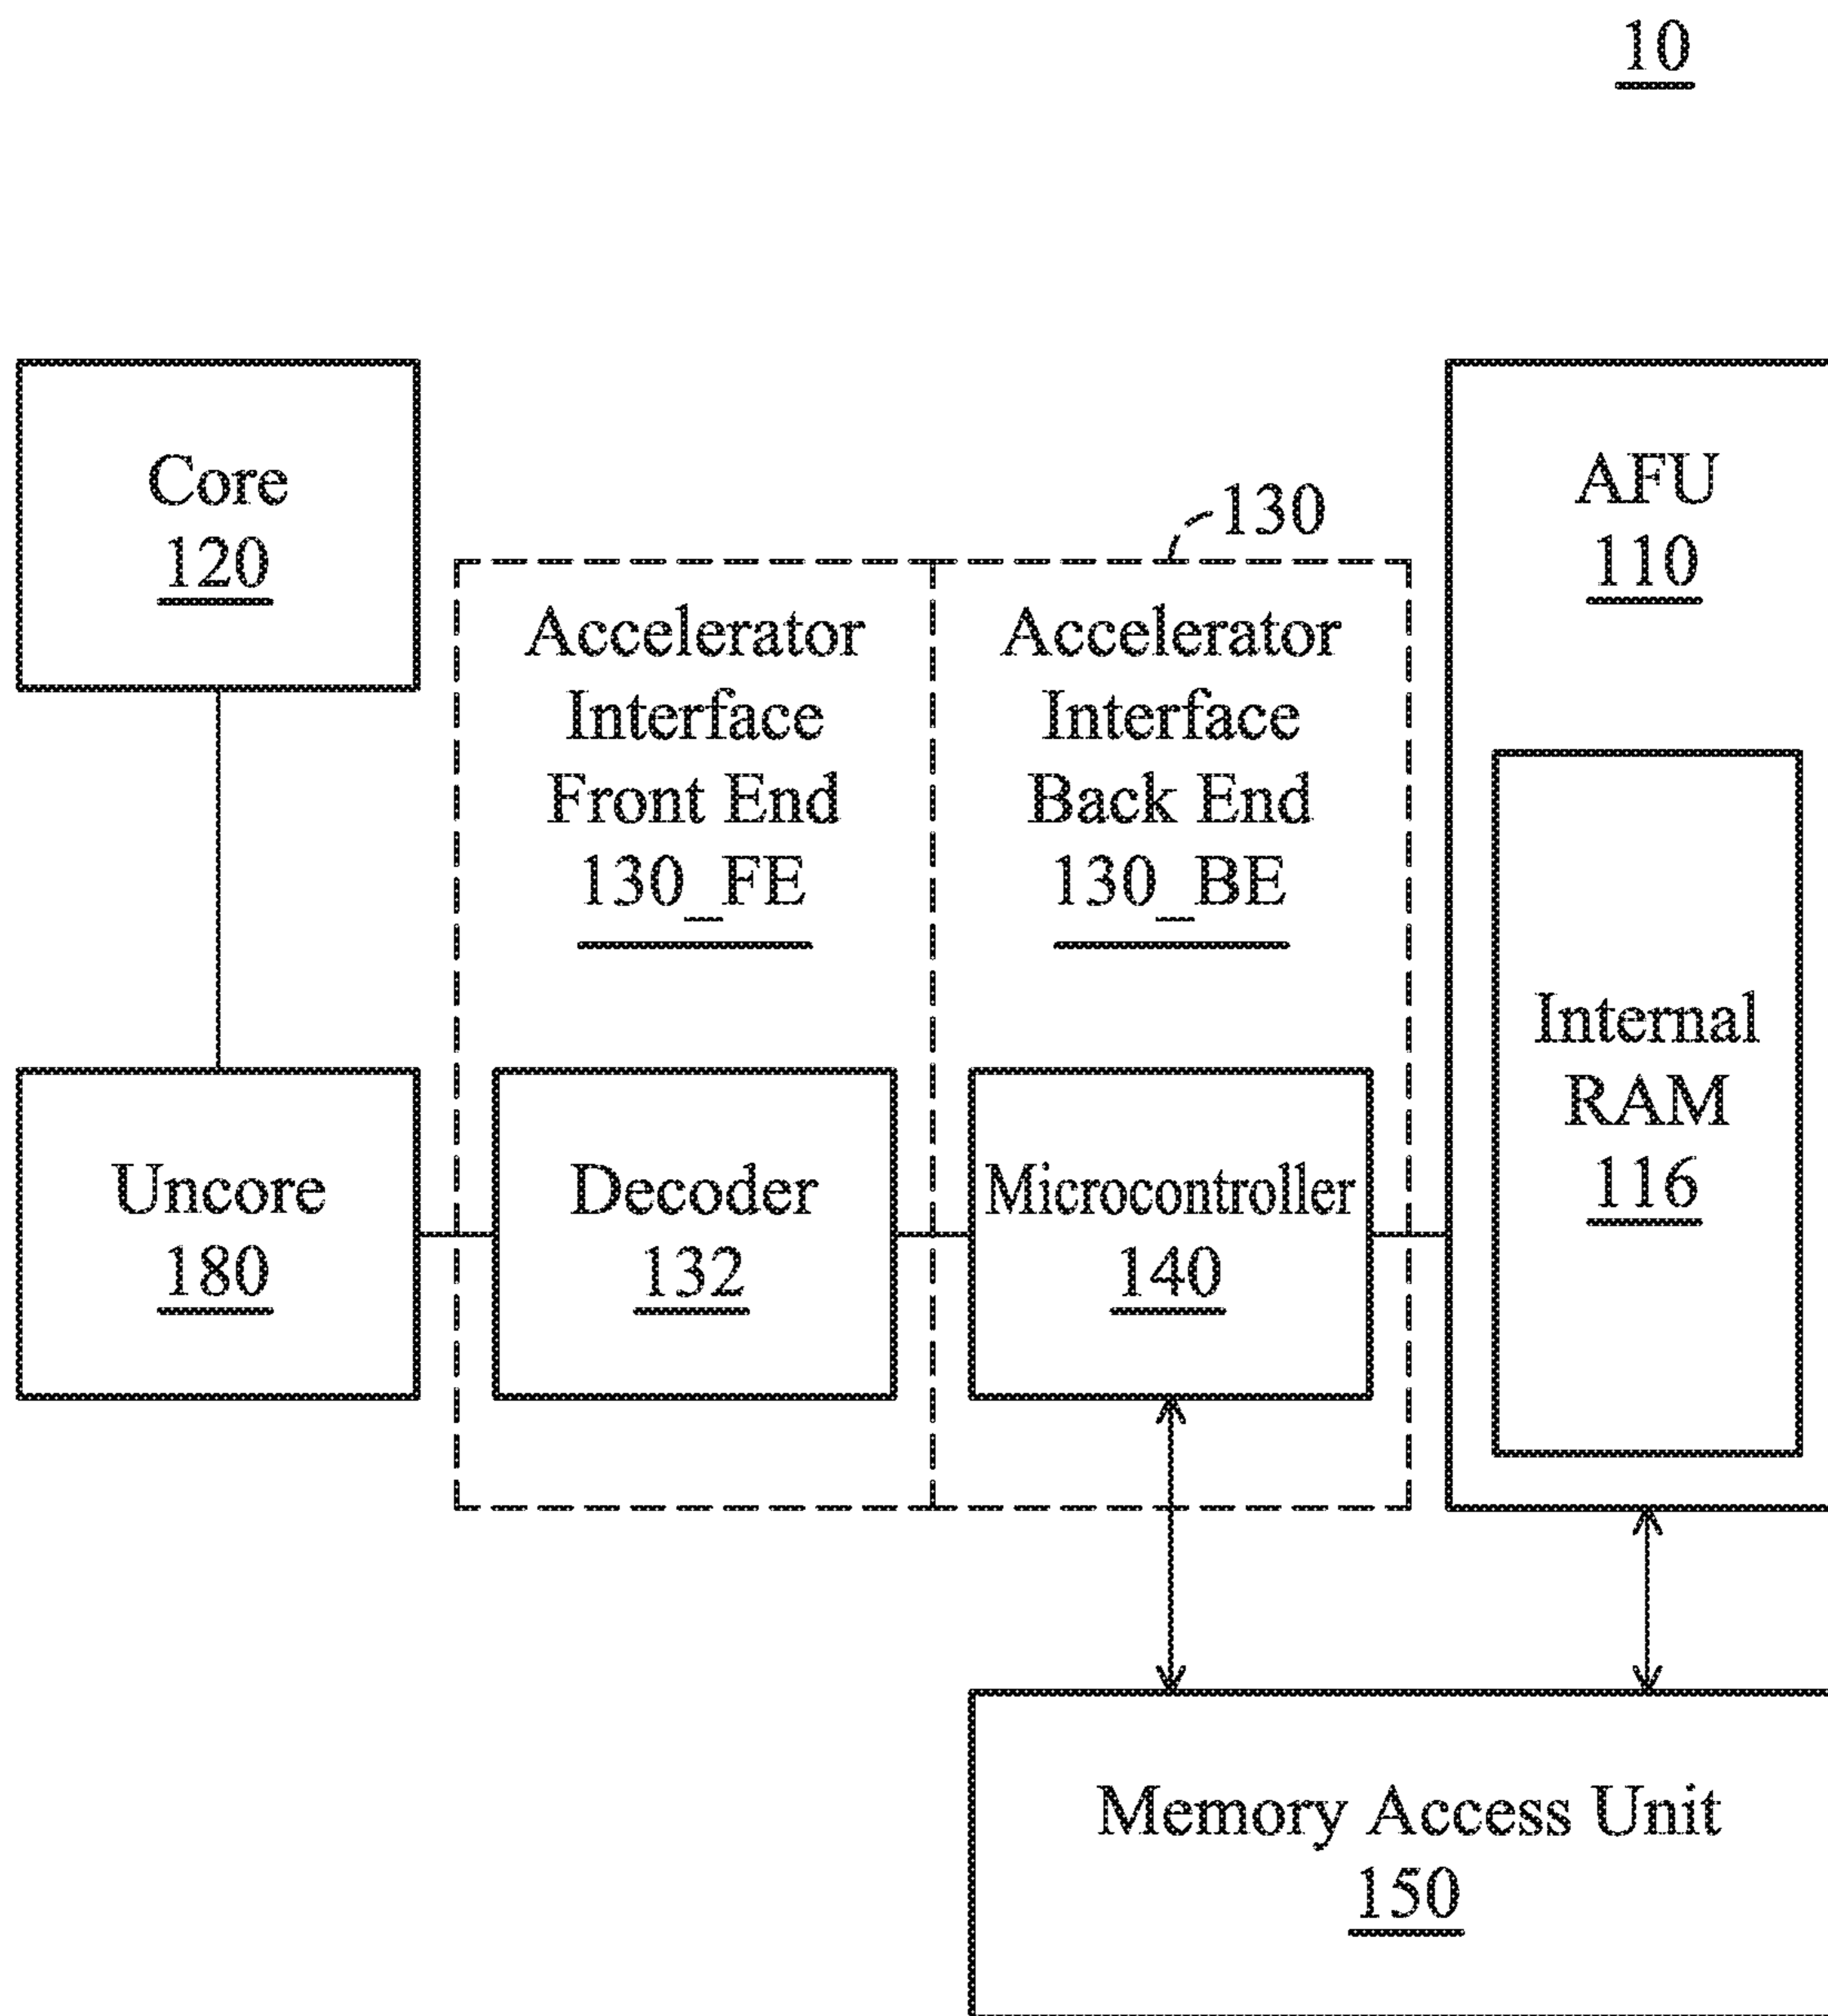 10
Core
120
130
AFU
110
Accelerator
Interface
Front End
130_FE
Accelerator
Interface
Back End
130_BE
Internal
RAM
116
Uncore
180
Decoder
132
Microcontroller
140
Memory Access Unit
150